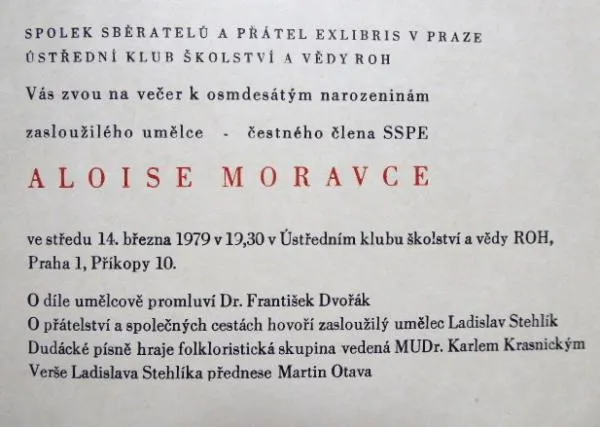 SPOLEK SBĚRATELŮ A PŘÁTEL EXLIBRIS V PRAZE
ÚSTŘEDNÍ KLUB ŠKOLSTVÍ A VĚDY ROH
Vás zvou na večer k osmdesátým narozeninám
zasloužilého umělce - čestného člena SSPE
ALOISE MORAVCE
ve středu 14. března 1979 v 19,30 v Ústředním klubu školství a vědy ROH,
Praha 1, Příkopy 10.
O díle umělcově promluví Dr. František Dvořák
O přátelství a společných cestách hovoří zasloužilý umělec Ladislav Stehlík
Dudácké písně hraje folkloristická skupina vedená MUDr. Karlem Krasnickým
Verše Ladislava Stehlíka přednese Martin Otava